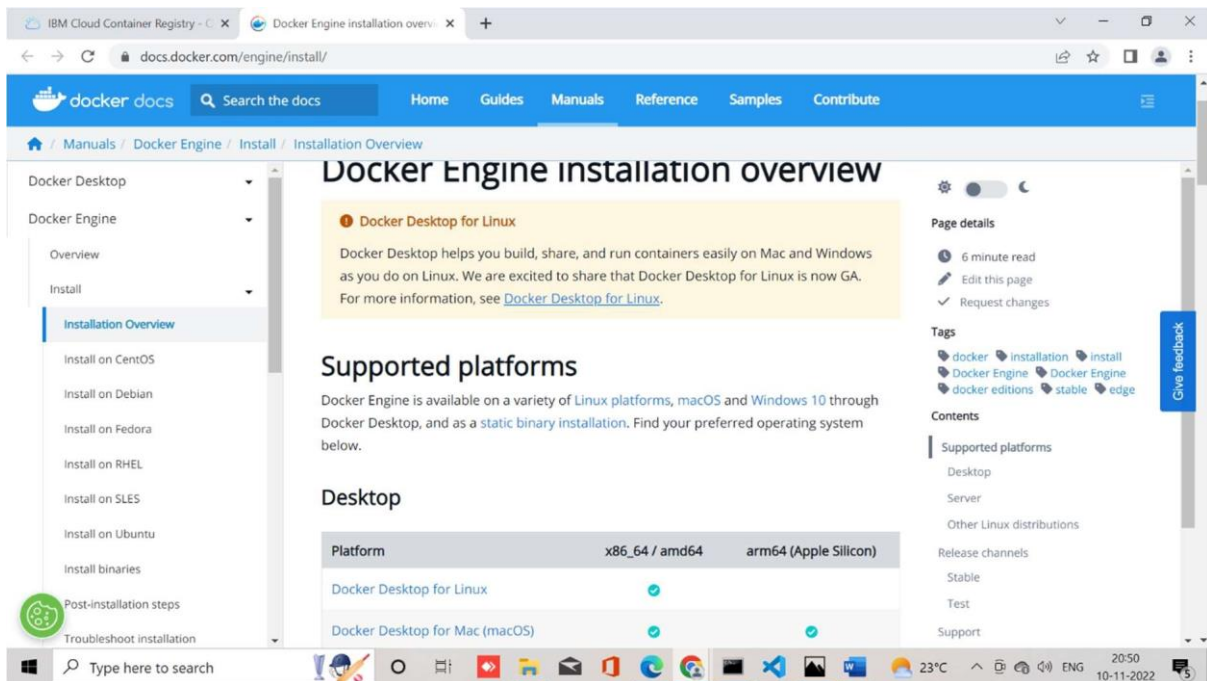 IBM Cloud Container Registry - C
Docker Engine installation overvi
docs.docker.com/engine/install/
docker docs
Search the docs
Home Guides Manuals Reference Samples Contribute
/ Manuals / Docker Engine / Install / Installation Overview
Docker Desktop
Docker Engine
Overview
Install
Installation Overview
Install on CentOS
Install on Debian
Install on Fedora
Install on RHEL
Install on SLES
Install on Ubuntu
Install binaries
Post-installation steps
Troubleshoot installation
Docker Engine installation overview
Docker Desktop for Linux
Docker Desktop helps you build, share, and run containers easily on Mac and Windows
as you do on Linux. We are excited to share that Docker Desktop for Linux is now GA.
For more information, see Docker Desktop for Linux.
Supported platforms
Docker Engine is available on a variety of Linux platforms, macOS and Windows 10 through
Docker Desktop, and as a static binary installation. Find your preferred operating system
below.
Desktop
Platform x86_64 / amd64 arm64 (Apple Silicon)
Docker Desktop for Linux
Docker Desktop for Mac (macOS)
Page details
6 minute read
Edit this page
Request changes
Tags
docker installation install
Docker Engine Docker Engine
docker editions stable edge
Contents
Supported platforms
Desktop
Server
Other Linux distributions
Release channels
Stable
Test
Support
Give feedback
Type here to search
23°C
ENG
20:50
10-11-2022
5